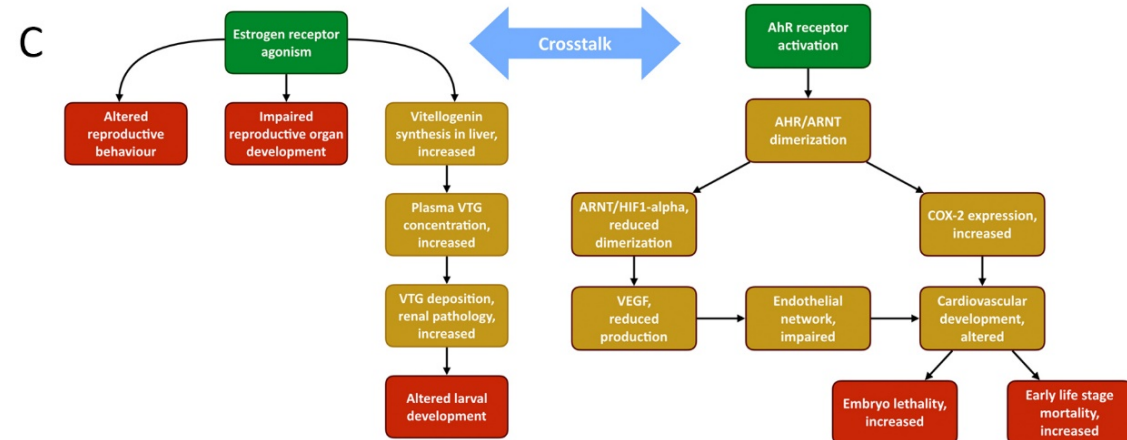 C
Estrogen receptor
agonism
Crosstalk
AhR receptor
activation
Altered
reproductive
behaviour
Impaired
reproductive organ
development
Vitellogenin
synthesis in liver,
increased
AHR/ARNT
dimerization
Plasma VTG
concentration,
increased
ARNT/HIF1-alpha,
reduced
dimerization
COX-2 expression,
increased
VTG deposition,
renal pathology,
increased
VEGF,
reduced
production
Endothelial
network,
impaired
Cardiovascular
development,
altered
Altered larval
development
Embryo lethality,
increased
Early life stage
mortality,
increased